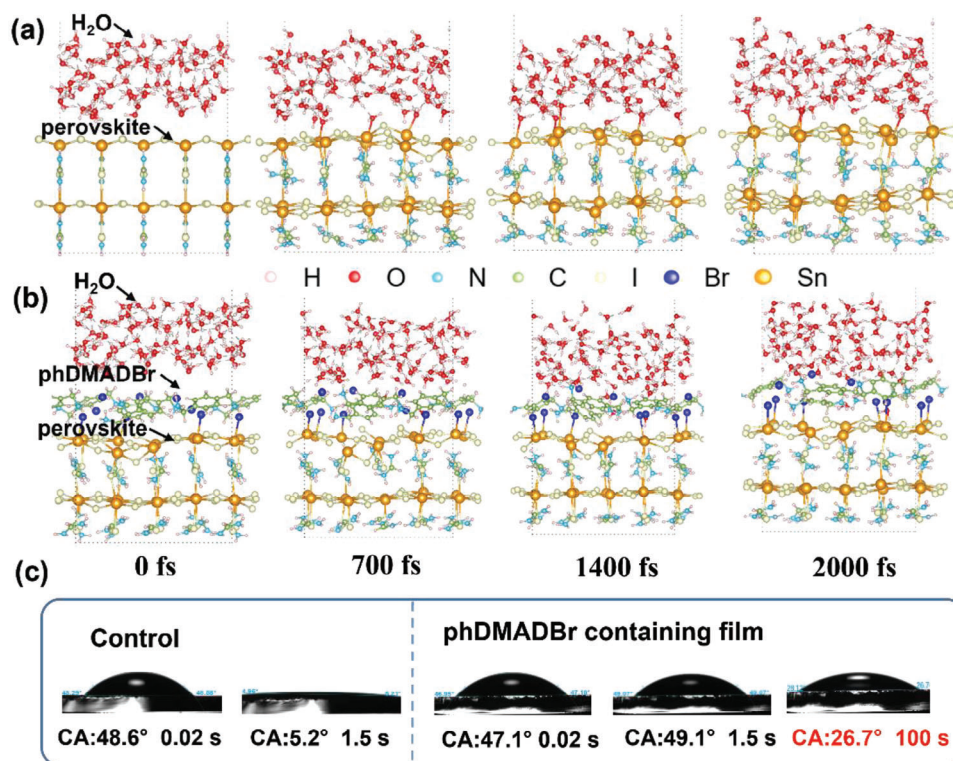 (a)
H₂O
perovskite
H O N C I Br Sn
(b)
H₂O
phDMADBr
perovskite
0 fs 700 fs 1400 fs 2000 fs
(c)
Control
phDMADBr containing film
CA:48.6° 0.02 s CA:5.2° 1.5 s CA:47.1° 0.02 s CA:49.1° 1.5 s CA:26.7° 100 s